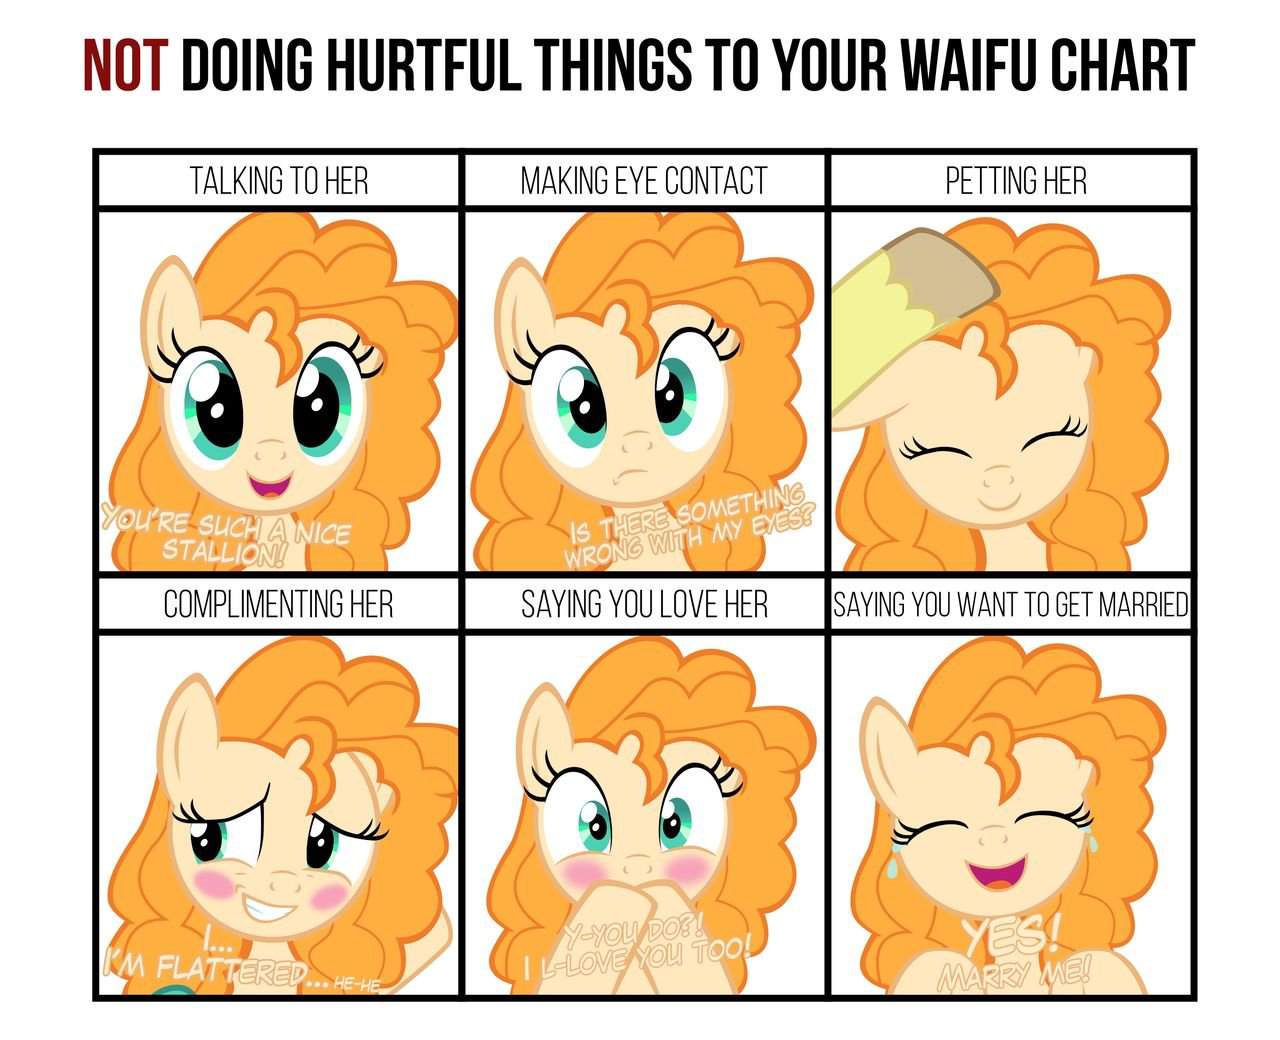 NOT DOING HURTFUL THINGS TO YOUR WAIFU CHART
TALKING TO HER
MAKING EYE CONTACT
PETTING HER
YOU'RE SUCH A NICE
STALLION!
IS THERE SOMETHING
WRONG WITH MY EYES?
COMPLIMENTING HER
SAYING YOU LOVE HER
SAYING YOU WANT TO GET MARRIED
I...
I'M FLATTERED... HE-HE
Y-YOU DO?!
I L-LOVE YOU TOO!
YES!
MARRY ME!